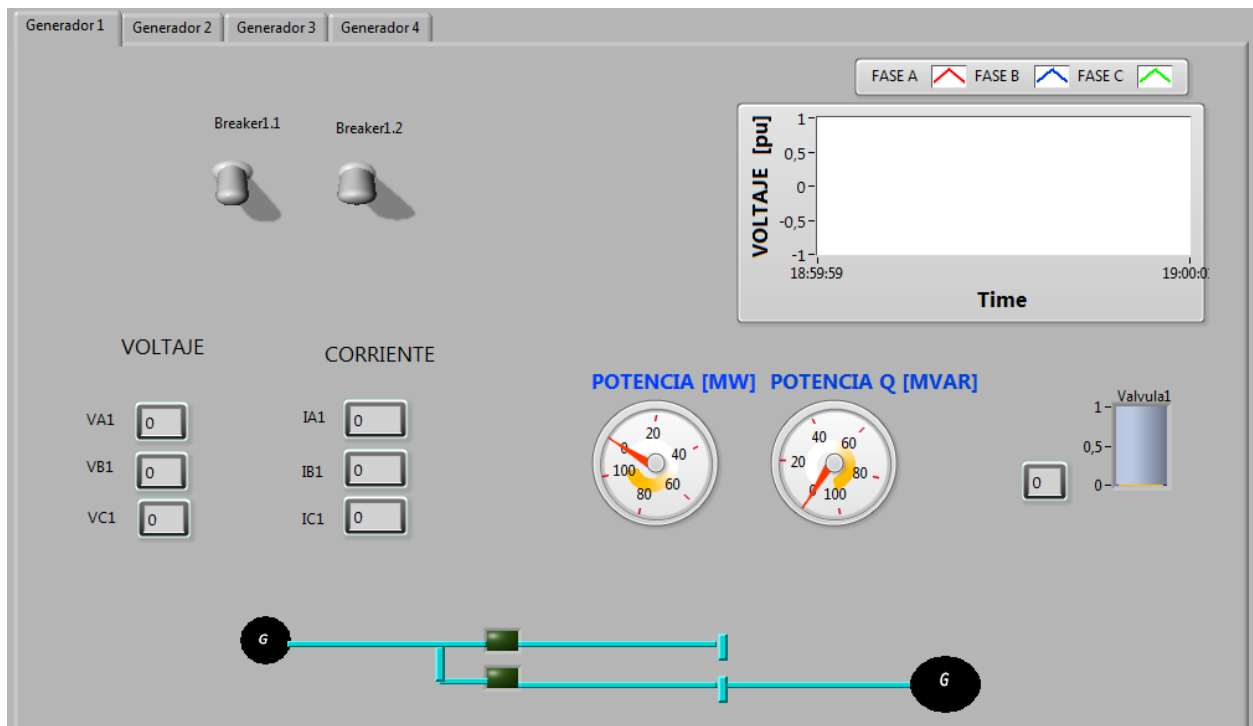 Generador 1
Generador 2
Generador 3
Generador 4
FASE A
FASE B
FASE C
Breaker1.1
Breaker1.2
VOLTAJE [pu]
1
0,5
0
-0,5
-1
18:59:59
19:00:0
Time
VOLTAJE
CORRIENTE
VA1
0
VB1
0
VC1
0
IA1
0
IB1
0
IC1
0
POTENCIA [MW]
0
20
40
60
80
100
POTENCIA Q [MVAR]
0
20
40
60
80
100
0
Valvula1
1
0,5
0
G
G